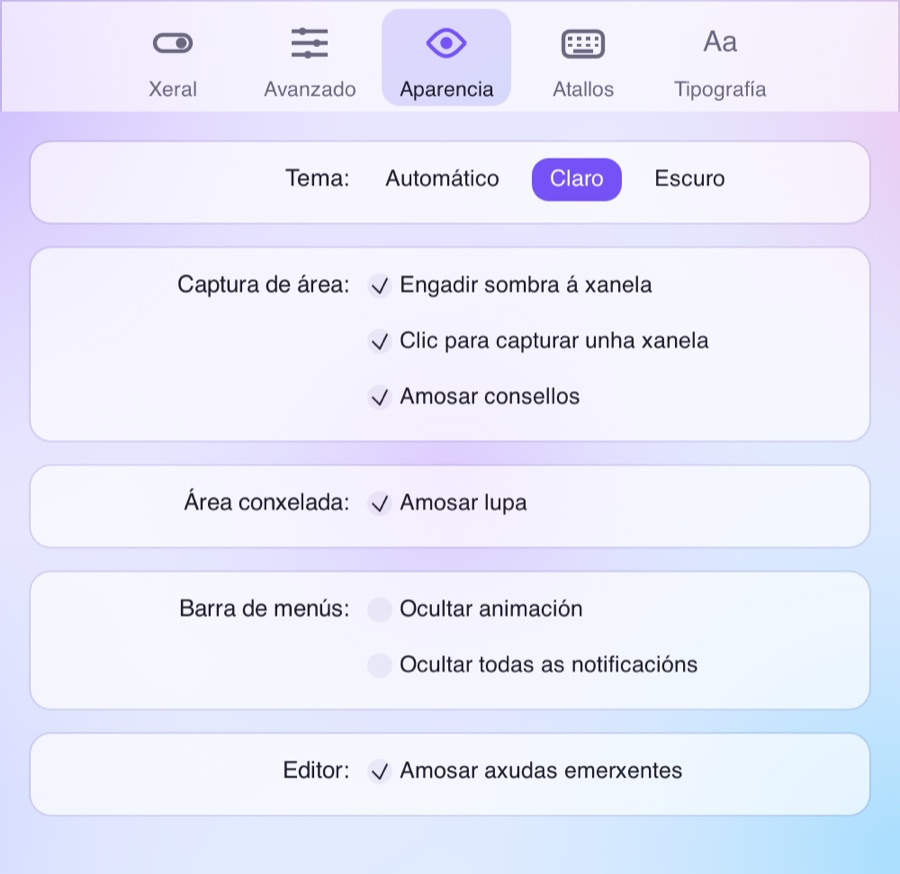 Xeral
Avanzado
Aparencia
Atallos
Aa
Tipografía
Tema: Automático Claro Escuro
Captura de área: Engadir sombra á xanela
Clic para capturar unha xanela
Amosar consellos
Área conxelada: Amosar lupa
Barra de menús: Ocultar animación
Ocultar todas as notificacións
Editor: Amosar axudas emerxentes